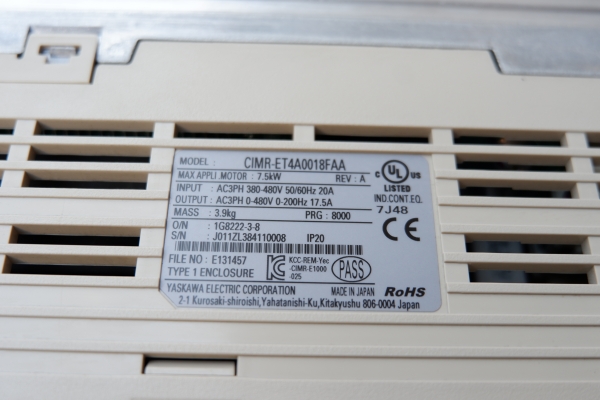 MODEL : CIMR-ET4A0018FAA
MAX APPLI. MOTOR : 7.5kW REV : A
INPUT : AC3PH 380-480V 50/60Hz 20A
OUTPUT : AC3PH 0-480V 0-200Hz 17.5A
MASS : 3.9kg PRG : 8000
O/N : 1G8222-3-8
S/N : J011ZL384110008 IP20
FILE NO : E131457
TYPE 1 ENCLOSURE
KCC-REM-Yec
-CIMR-E1000
-025
PASS
YASKAWA ELECTRIC CORPORATION MADE IN JAPAN RoHS
2-1 Kurosaki-shiroishi,Yahatanishi-Ku,Kitakyushu 806-0004 Japan
C UL US
LISTED
IND.CONT.EQ.
7J48
CE